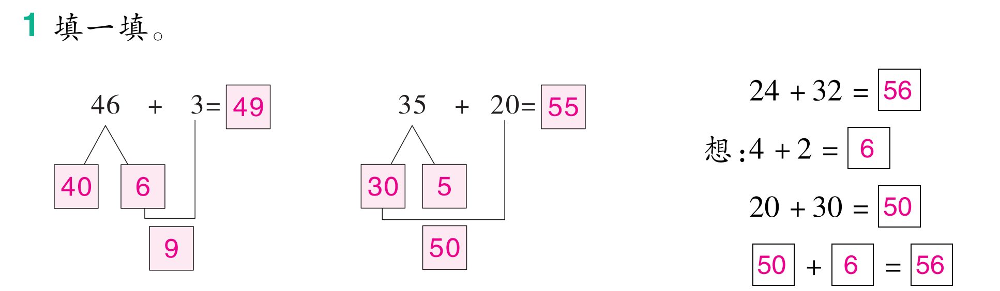 1 填一填。
46 + 3= 49
40 6
9
35 + 20= 55
30 5
50
24 + 32 = 56
想:4 + 2 = 6
20 + 30 = 50
50 + 6 = 56